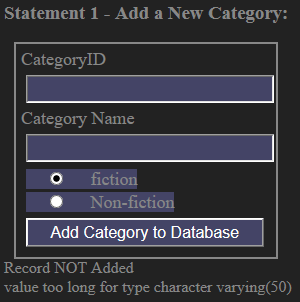 Statement 1 - Add a New Category:
CategoryID
Category Name
fiction
Non-fiction
Add Category to Database
Record NOT Added
value too long for type character varying(50)